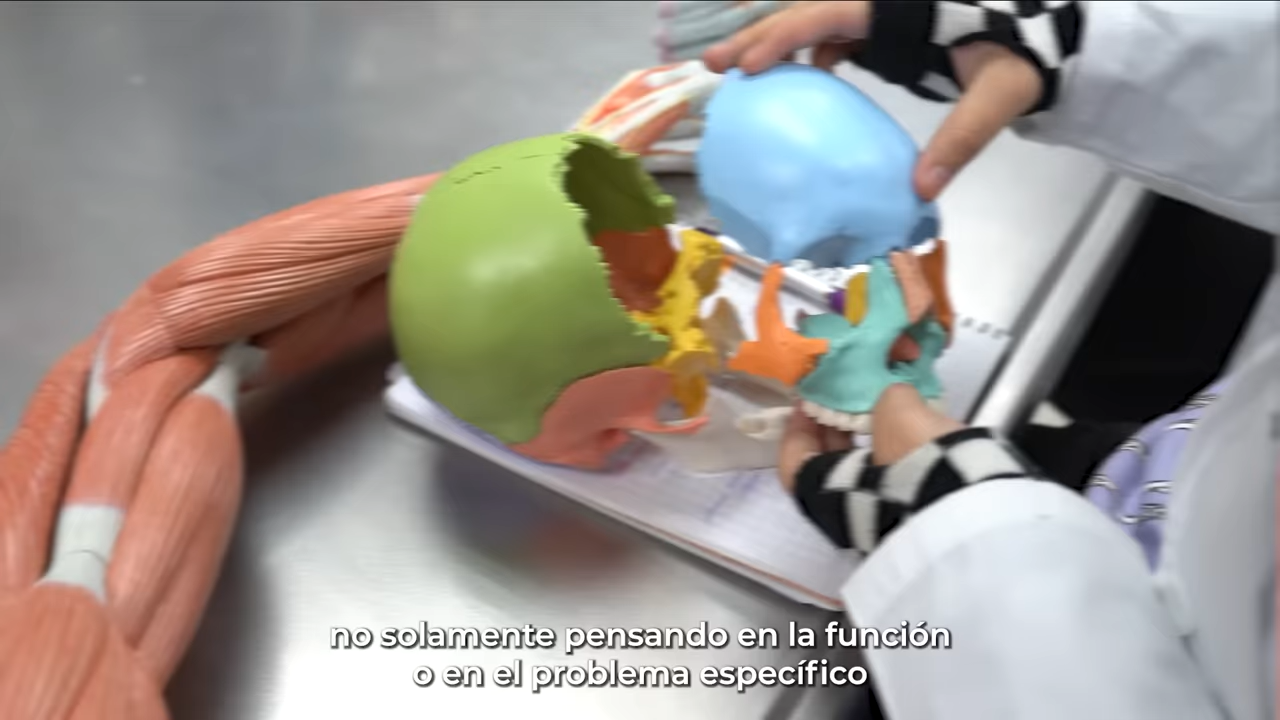 no solamente pensando en la función
o en el problema específico